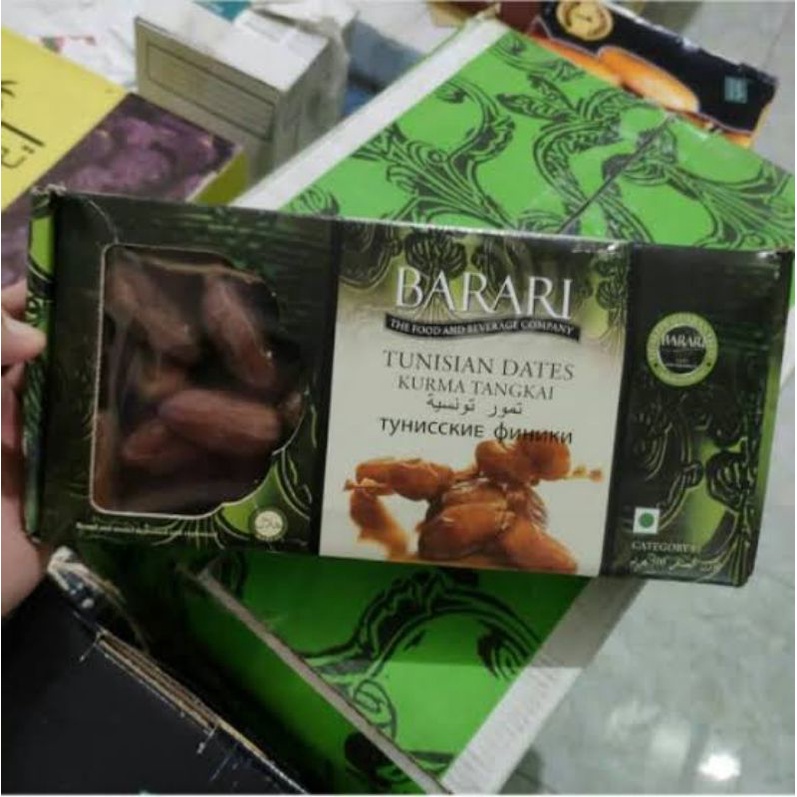 BARARI
THE FOOD AND BEVERAGE COMPANY
TUNISIAN DATES
KURMA TANGKAI
تمور تونسية
тунисские финики
BARARI
CATEGORY